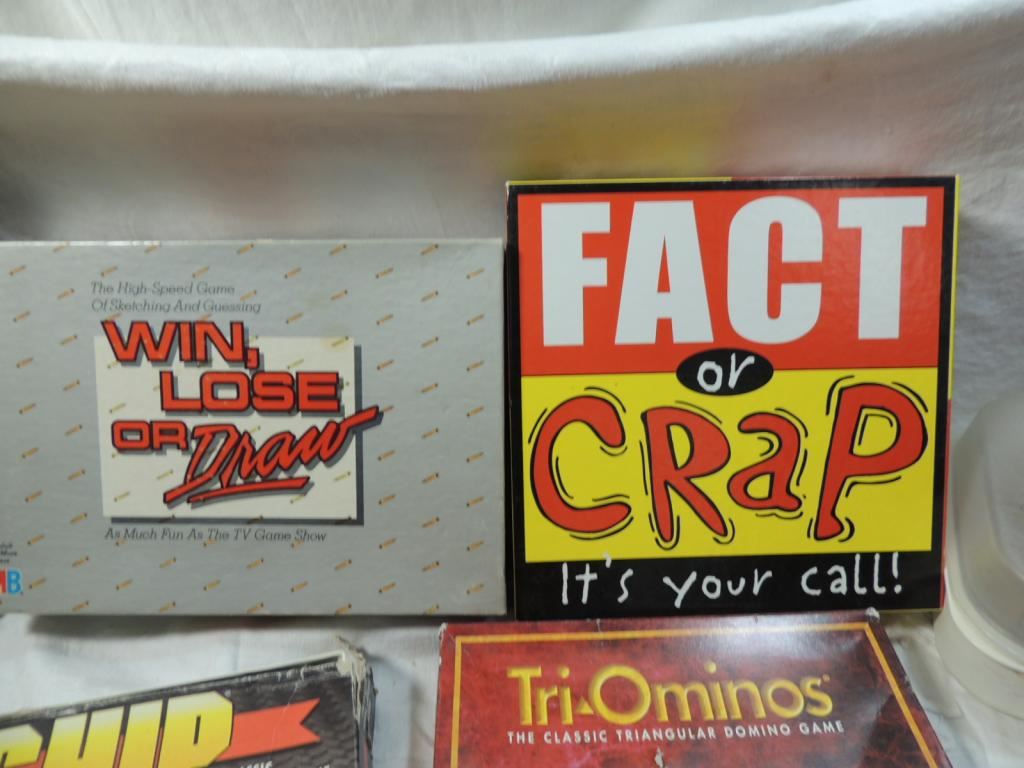 The High-Speed Game
Of Sketching And Guessing
WIN,
LOSE
OR Draw
As Much Fun As The TV Game Show
B.
FACT
or
CRaP
It's your call!
Tri-Ominos
THE CLASSIC TRIANGULAR DOMINO GAME